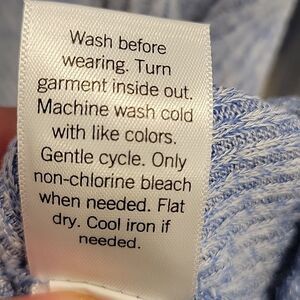 Wash before
wearing. Turn
garment inside out.
Machine wash cold
with like colors.
Gentle cycle. Only
non-chlorine bleach
when needed. Flat
dry. Cool iron if
needed.